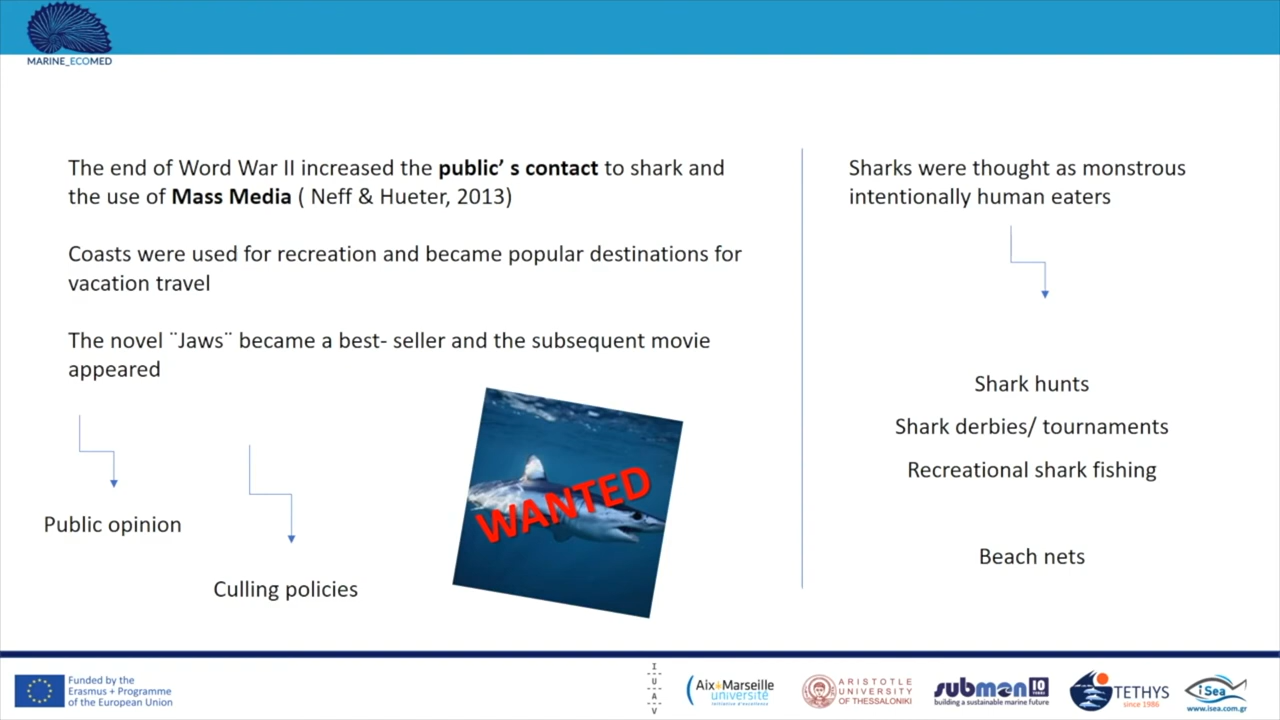 MARINE_ECOMED
The end of Word War II increased the public’ s contact to shark and
the use of Mass Media ( Neff & Hueter, 2013)
Coasts were used for recreation and became popular destinations for
vacation travel
The novel ¨Jaws¨ became a best- seller and the subsequent movie
appeared
Public opinion
Culling policies
WANTED
Sharks were thought as monstrous
intentionally human eaters
Shark hunts
Shark derbies/ tournaments
Recreational shark fishing
Beach nets
Funded by the
Erasmus + Programme
of the European Union
I
U
A
V
Aix+Marseille
université
Initiative d'excellence
ARISTOTLE
UNIVERSITY
OF THESSALONIKI
submon 10
building a sustainable marine future
TETHYS
since 1986
iSea
www.isea.com.gr